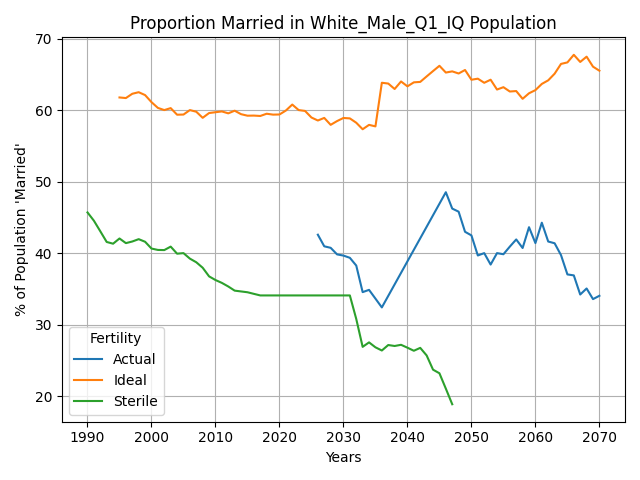 Proportion Married in White_Male_Q1_IQ Population
% of Population 'Married'
70
60
50
40
30
20
Fertility
Actual
Ideal
Sterile
1990 2000 2010 2020 2030 2040 2050 2060 2070
Years